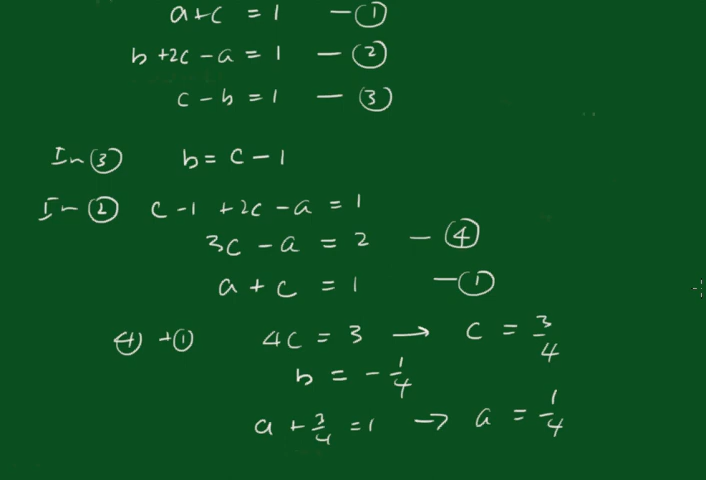 a+c = 1 — ①
b+2c-a = 1 — ②
c-b = 1 — ③
In ③ b = c-1
In ② c-1+2c-a = 1
3c-a = 2 — ④
a+c = 1 — ①
④+① 4c = 3 → c = 3/4
b = -1/4
a+3/4 = 1 → a = 1/4